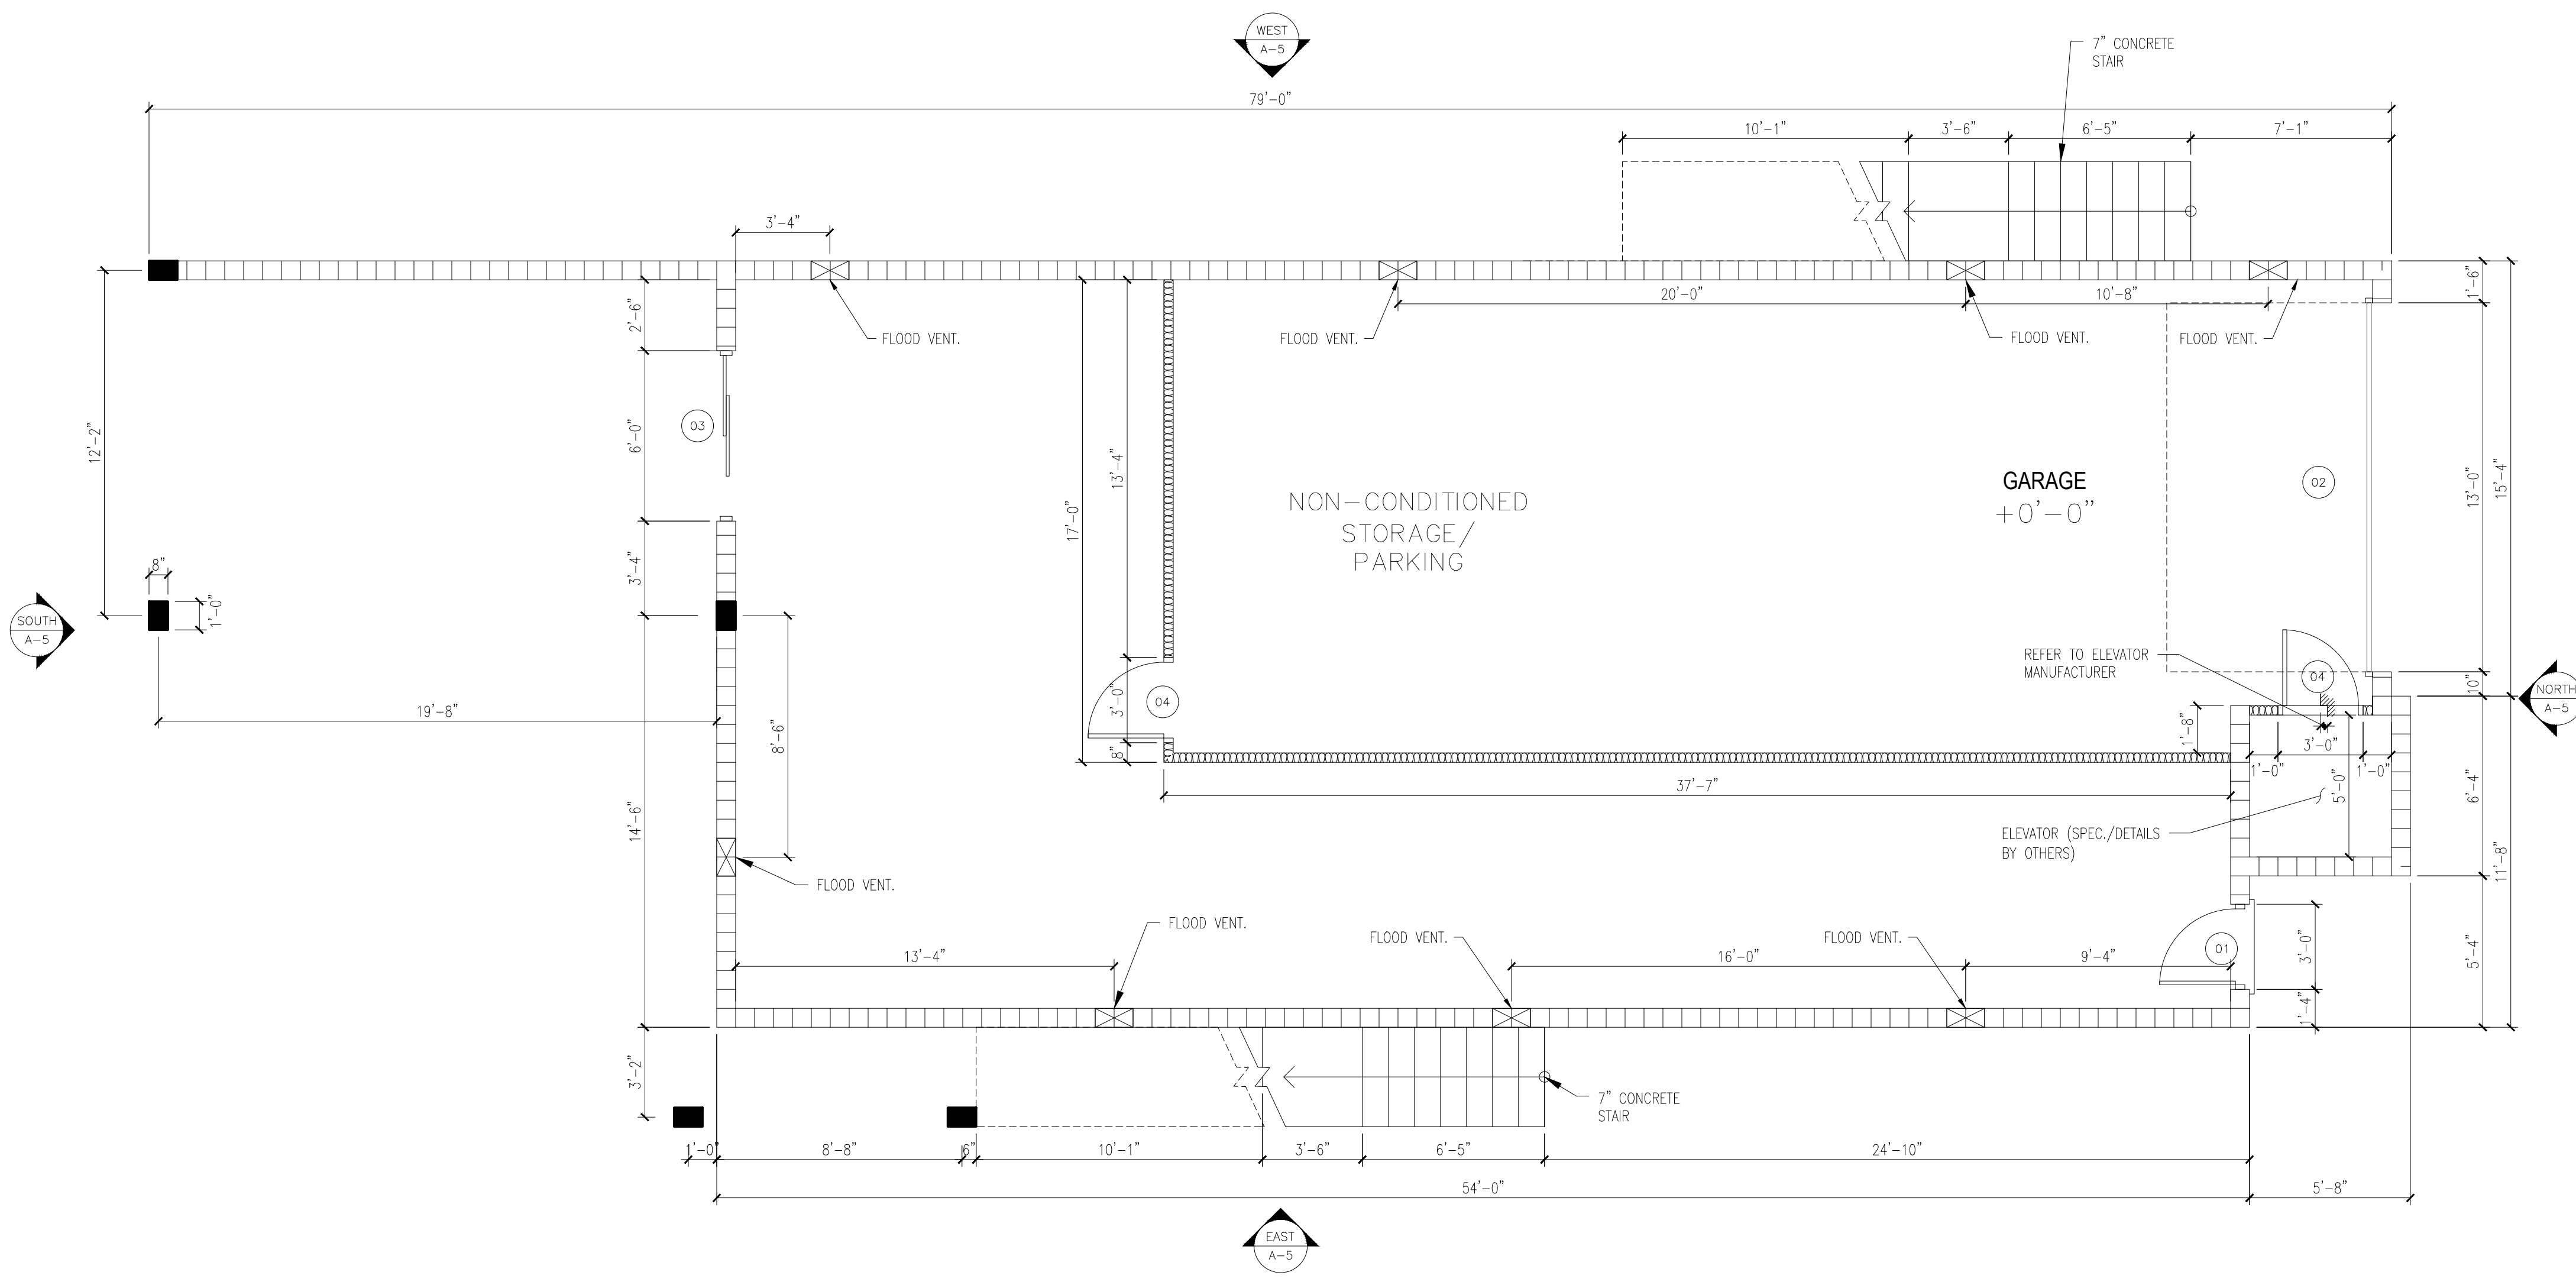 WEST
A-5
7" CONCRETE
STAIR
79'-0"
10'-1"
3'-6"
6'-5"
7'-1"
3'-4"
20'-0"
10'-8"
1'-6"
FLOOD VENT.
FLOOD VENT.
FLOOD VENT.
FLOOD VENT.
2'-6"
12'-2"
6'-0"
03
13'-4"
17'-0"
NON-CONDITIONED
STORAGE/
PARKING
GARAGE
+0'-0"
02
13'-0"
15'-4"
8"
1'-0"
3'-4"
SOUTH
A-5
REFER TO ELEVATOR
MANUFACTURER
04
10"
NORTH
A-5
19'-8"
8'-6"
3'-0"
04
8"
1'-8"
3'-0"
1'-0"
1'-0"
5'-0"
37'-7"
6'-4"
14'-6"
ELEVATOR (SPEC./DETAILS
BY OTHERS)
11'-8"
FLOOD VENT.
FLOOD VENT.
FLOOD VENT.
FLOOD VENT.
13'-4"
16'-0"
9'-4"
01
3'-0"
5'-4"
1'-4"
3'-2"
7" CONCRETE
STAIR
1'-0"
8'-8"
6"
10'-1"
3'-6"
6'-5"
24'-10"
54'-0"
5'-8"
EAST
A-5